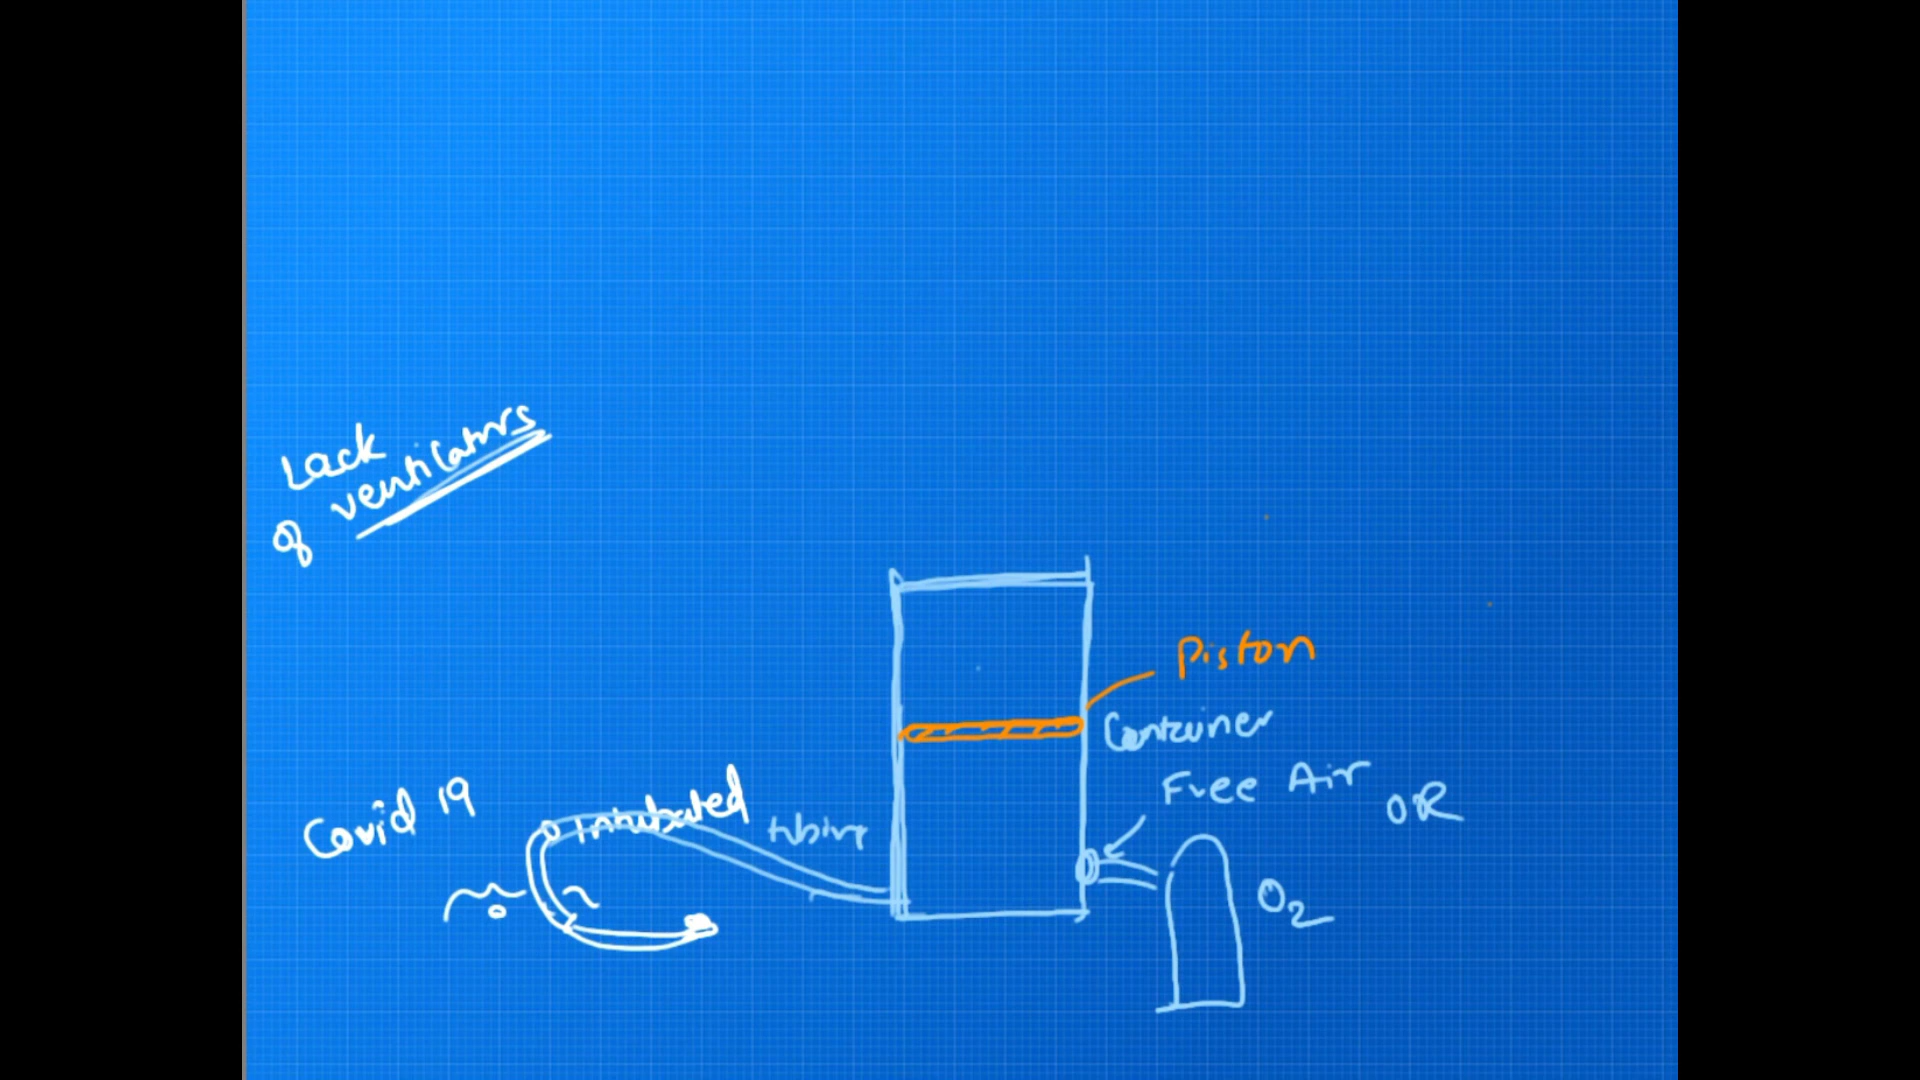 Lack
of ventilators
Piston
Container
Free Air OR
Covid 19
Intubated
tubing
O2